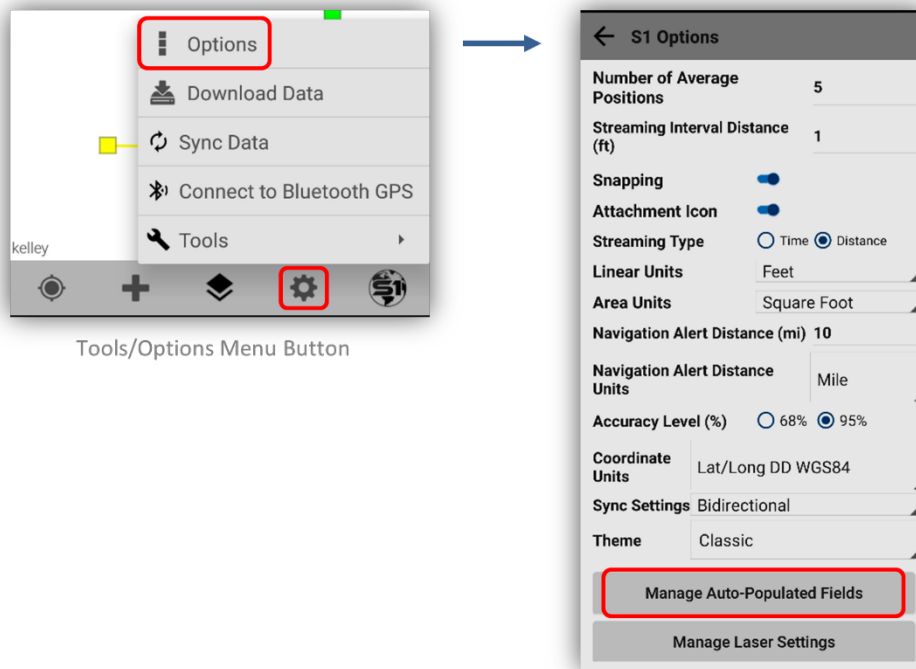 Options
Download Data
Sync Data
Connect to Bluetooth GPS
Tools
kelley
S1
Tools/Options Menu Button
S1 Options
Number of Average
Positions
5
Streaming Interval Distance
(ft)
1
Snapping
Attachment Icon
Streaming Type Time Distance
Linear Units Feet
Area Units Square Foot
Navigation Alert Distance (mi) 10
Navigation Alert Distance
Units
Mile
Accuracy Level (%) 68% 95%
Coordinate
Units
Lat/Long DD WGS84
Sync Settings Bidirectional
Theme Classic
Manage Auto-Populated Fields
Manage Laser Settings